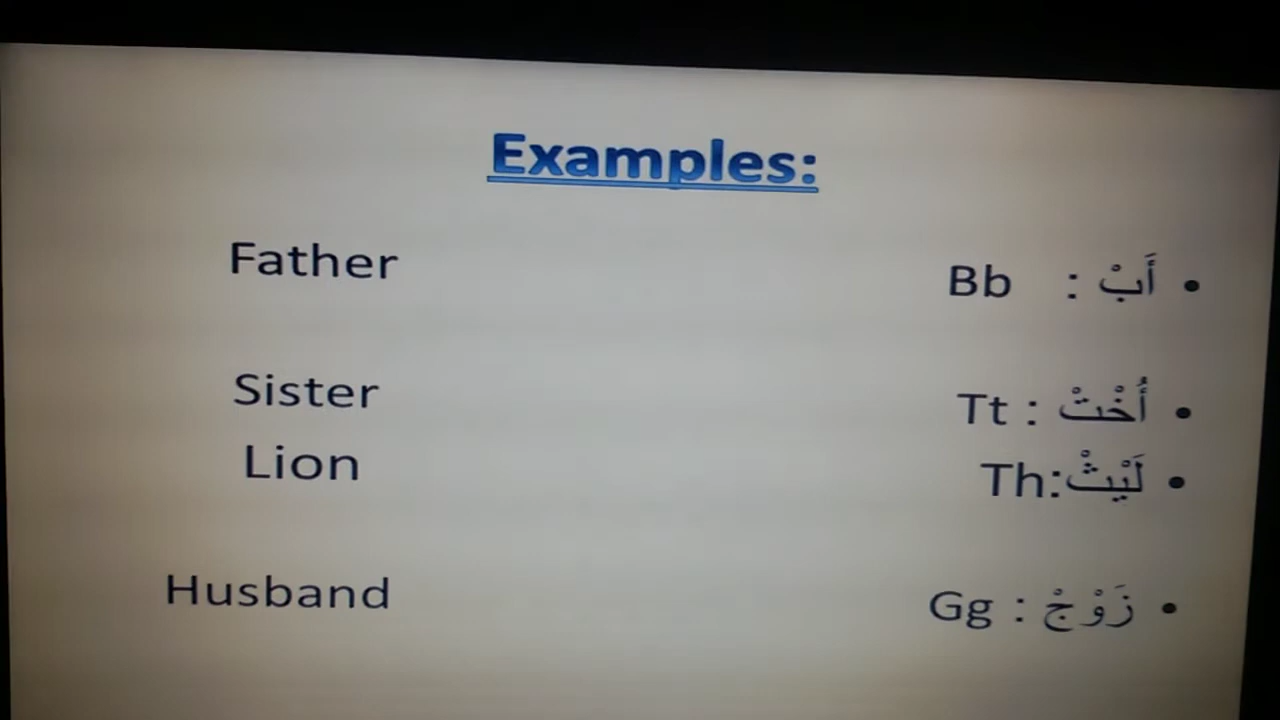 Examples:
Father Bb : أَبْ •
Sister Tt : أُخْتْ •
Lion Th:لَيْثْ •
Husband Gg : زَوْجْ •